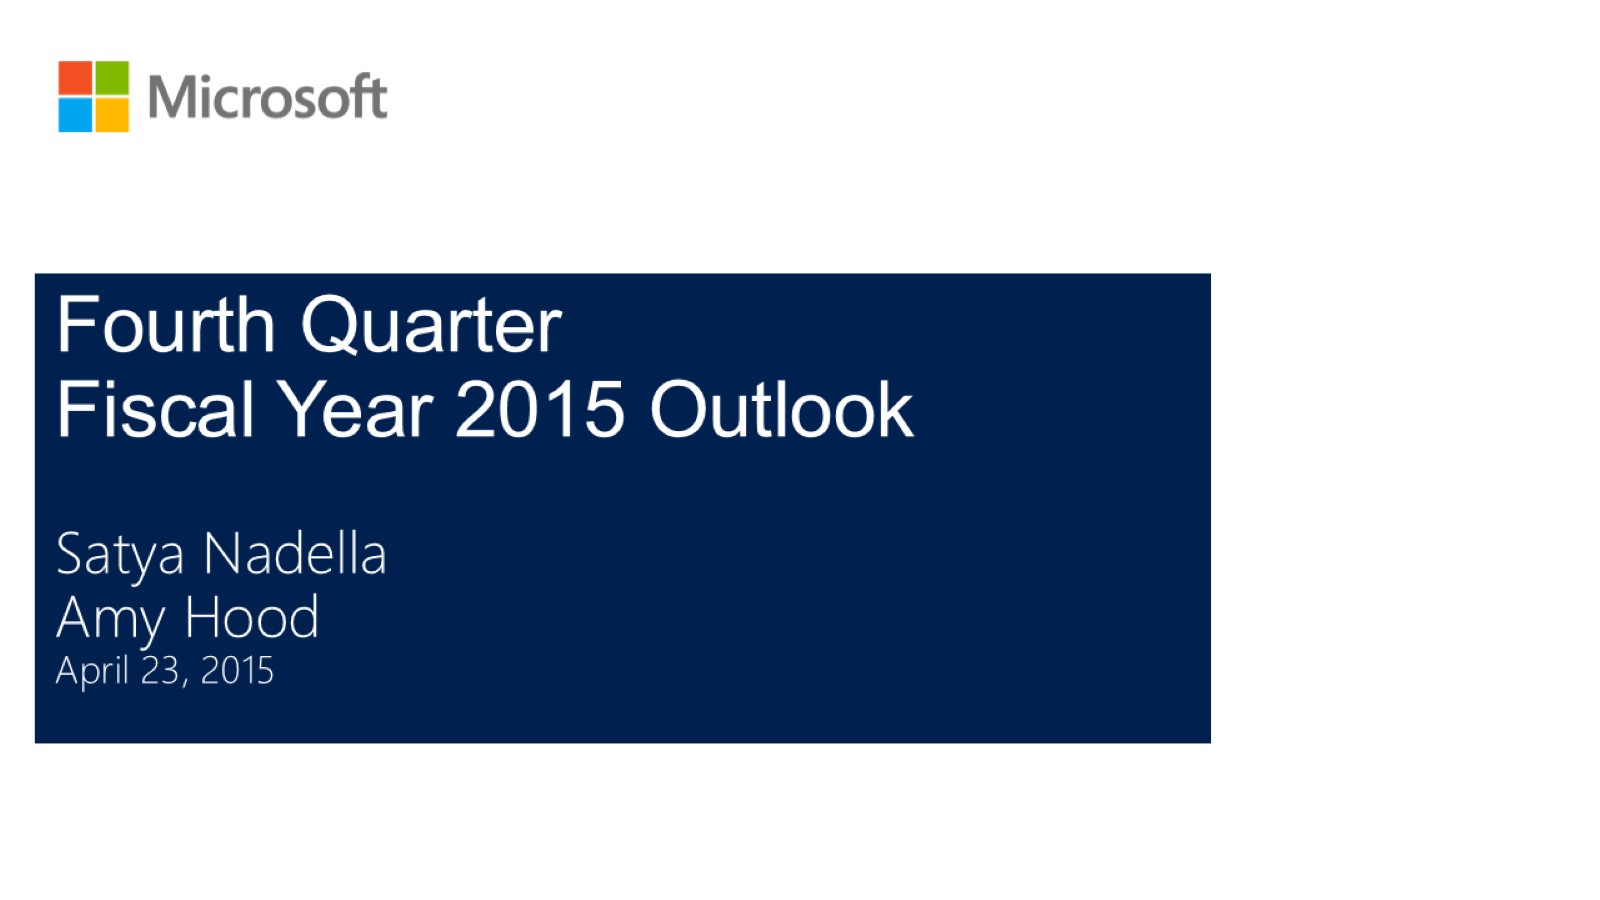 Microsoft
Fourth Quarter
Fiscal Year 2015 Outlook
Satya Nadella
Amy Hood
April 23, 2015